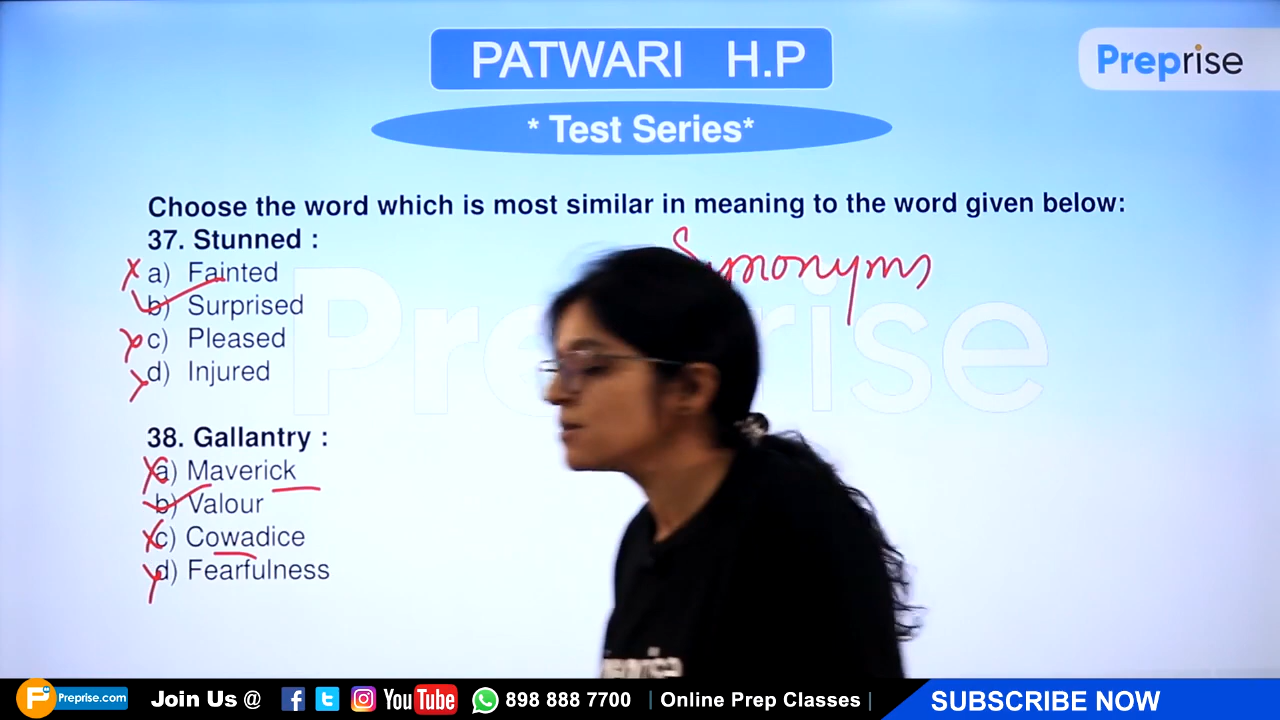 PATWARI H.P
Preprise
* Test Series*
Choose the word which is most similar in meaning to the word given below:
37. Stunned :
Synonyms
a) Fainted
b) Surprised
c) Pleased
d) Injured
Preprise
38. Gallantry :
a) Maverick
b) Valour
c) Cowadice
d) Fearfulness
Preprise
Preprise.com Join Us @ YouTube 898 888 7700 | Online Prep Classes | SUBSCRIBE NOW